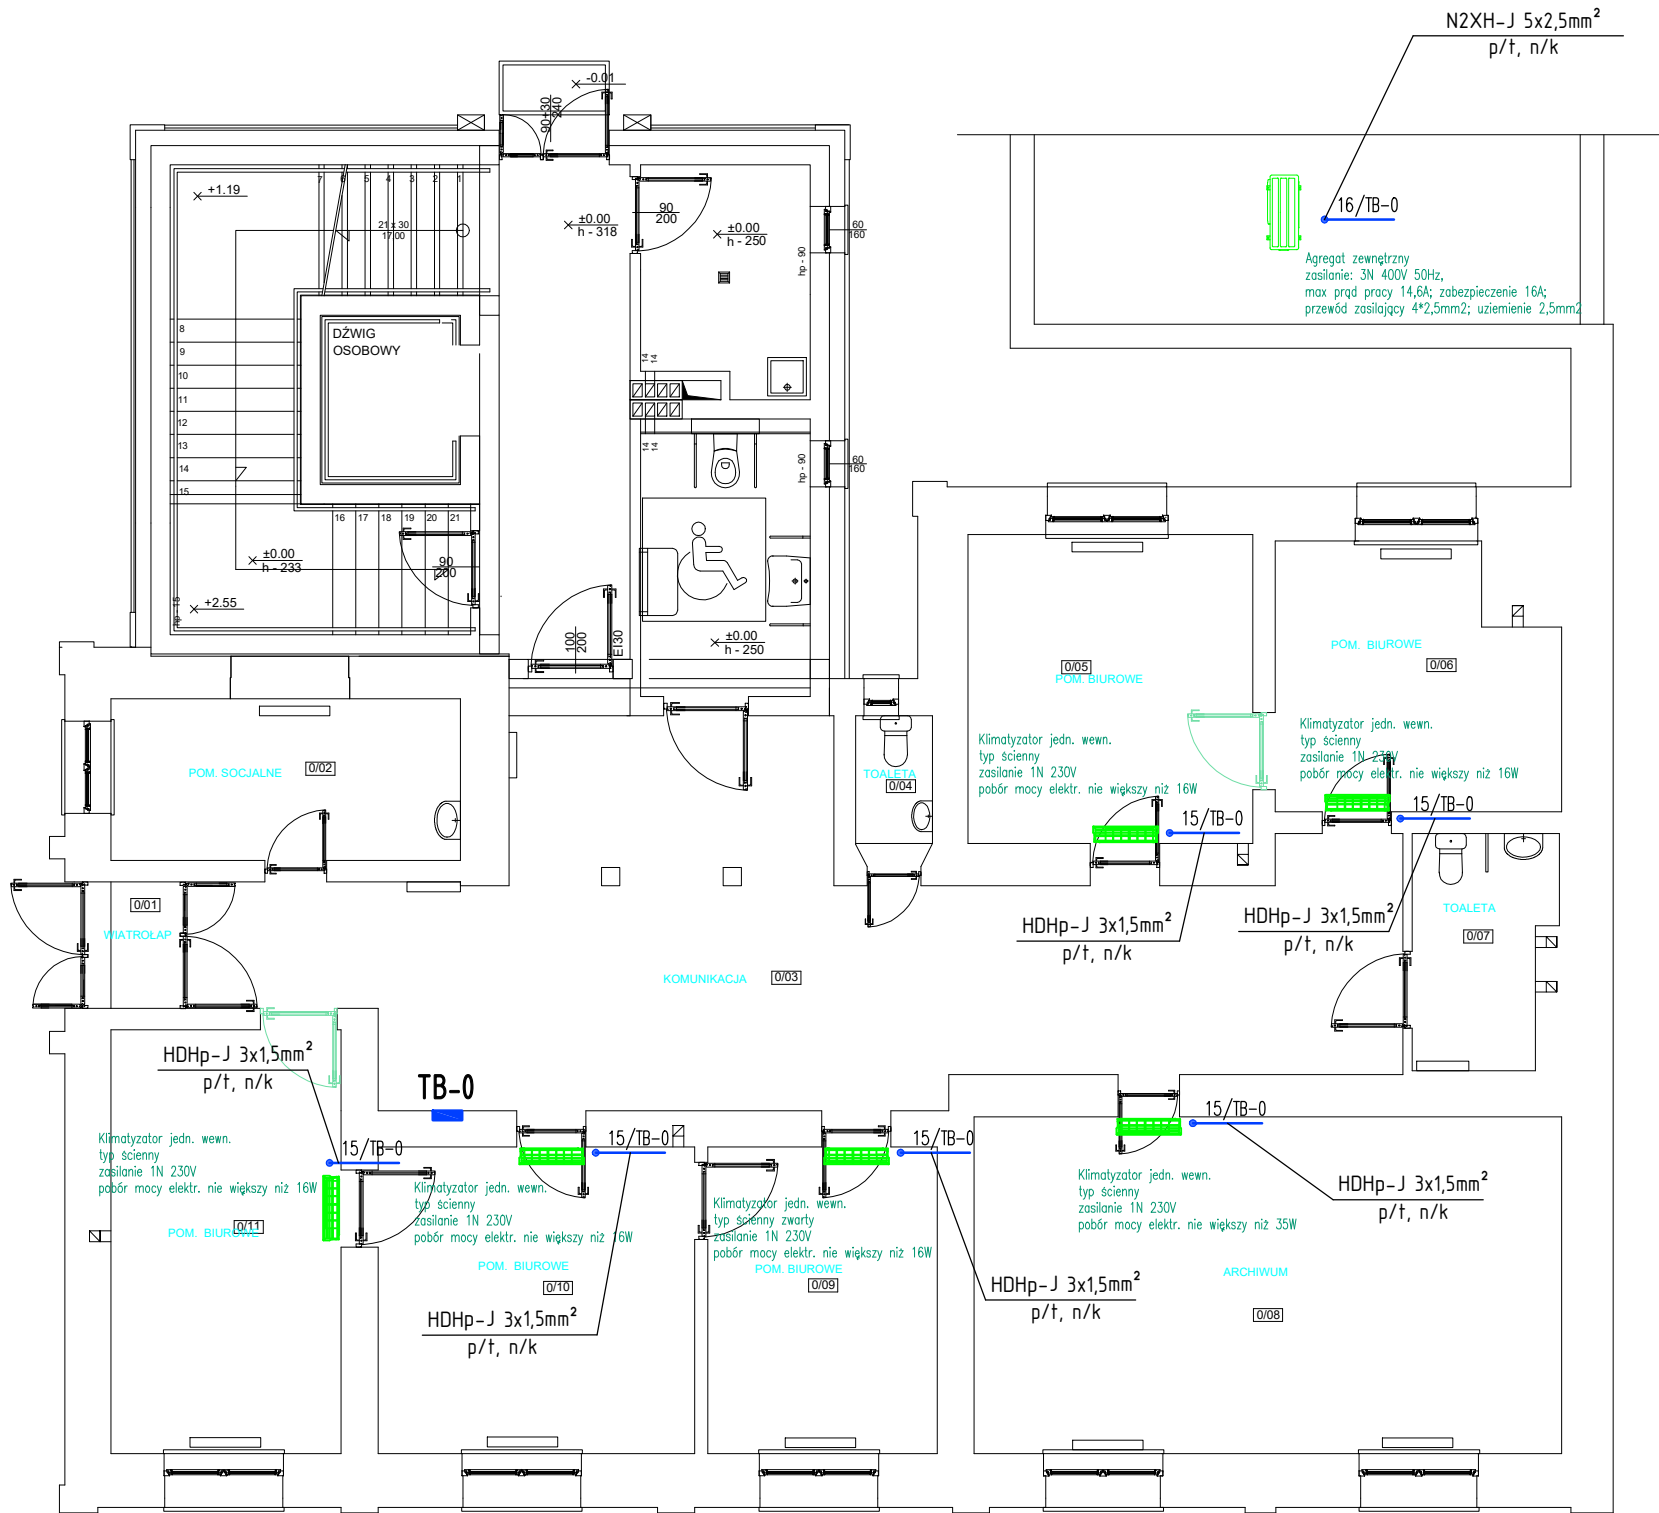 N2XH-J 5x2,5mm²
p/t, n/k
-0.01
90+30
240
7
6
5
4
3
2
1
+1.19
±0.00
h - 318
90
200
±0.00
h - 250
60
160
hp - 90
21 x 30
17.00
16/TB-0
Agregat zewnętrzny
zasilanie: 3N 400V 50Hz,
max prąd pracy 14,6A; zabezpieczenie 16A;
przewód zasilający 4*2,5mm2; uziemienie 2,5mm2
8
9
10
11
12
13
14
15
DŹWIG
OSOBOWY
14
14
14
14
60
160
hp - 90
16
17
18
19
20
21
±0.00
h - 233
90
200
+2.55
hp - 15
100
200
EI30
±0.00
h - 250
0/05
POM. BIUROWE
POM. BIUROWE
0/06
POM. SOCJALNE
0/02
TOALETA
0/04
Klimatyzator jedn. wewn.
typ ścienny
zasilanie 1N 230V
pobór mocy elektr. nie większy niż 16W
Klimatyzator jedn. wewn.
typ ścienny
zasilanie 1N 230V
pobór mocy elektr. nie większy niż 16W
15/TB-0
15/TB-0
0/01
WIATROŁAP
HDHp-J 3x1,5mm²
p/t, n/k
HDHp-J 3x1,5mm²
p/t, n/k
TOALETA
0/07
KOMUNIKACJA
0/03
HDHp-J 3x1,5mm²
p/t, n/k
TB-0
15/TB-0
15/TB-0
15/TB-0
15/TB-0
Klimatyzator jedn. wewn.
typ ścienny
zasilanie 1N 230V
pobór mocy elektr. nie większy niż 16W
0/11
POM. BIUROWE
Klimatyzator jedn. wewn.
typ ścienny
zasilanie 1N 230V
pobór mocy elektr. nie większy niż 16W
POM. BIUROWE
0/10
Klimatyzator jedn. wewn.
typ ścienny zwarty
zasilanie 1N 230V
pobór mocy elektr. nie większy niż 16W
POM. BIUROWE
0/09
Klimatyzator jedn. wewn.
typ ścienny
zasilanie 1N 230V
pobór mocy elektr. nie większy niż 35W
HDHp-J 3x1,5mm²
p/t, n/k
ARCHIWUM
0/08
HDHp-J 3x1,5mm²
p/t, n/k
HDHp-J 3x1,5mm²
p/t, n/k